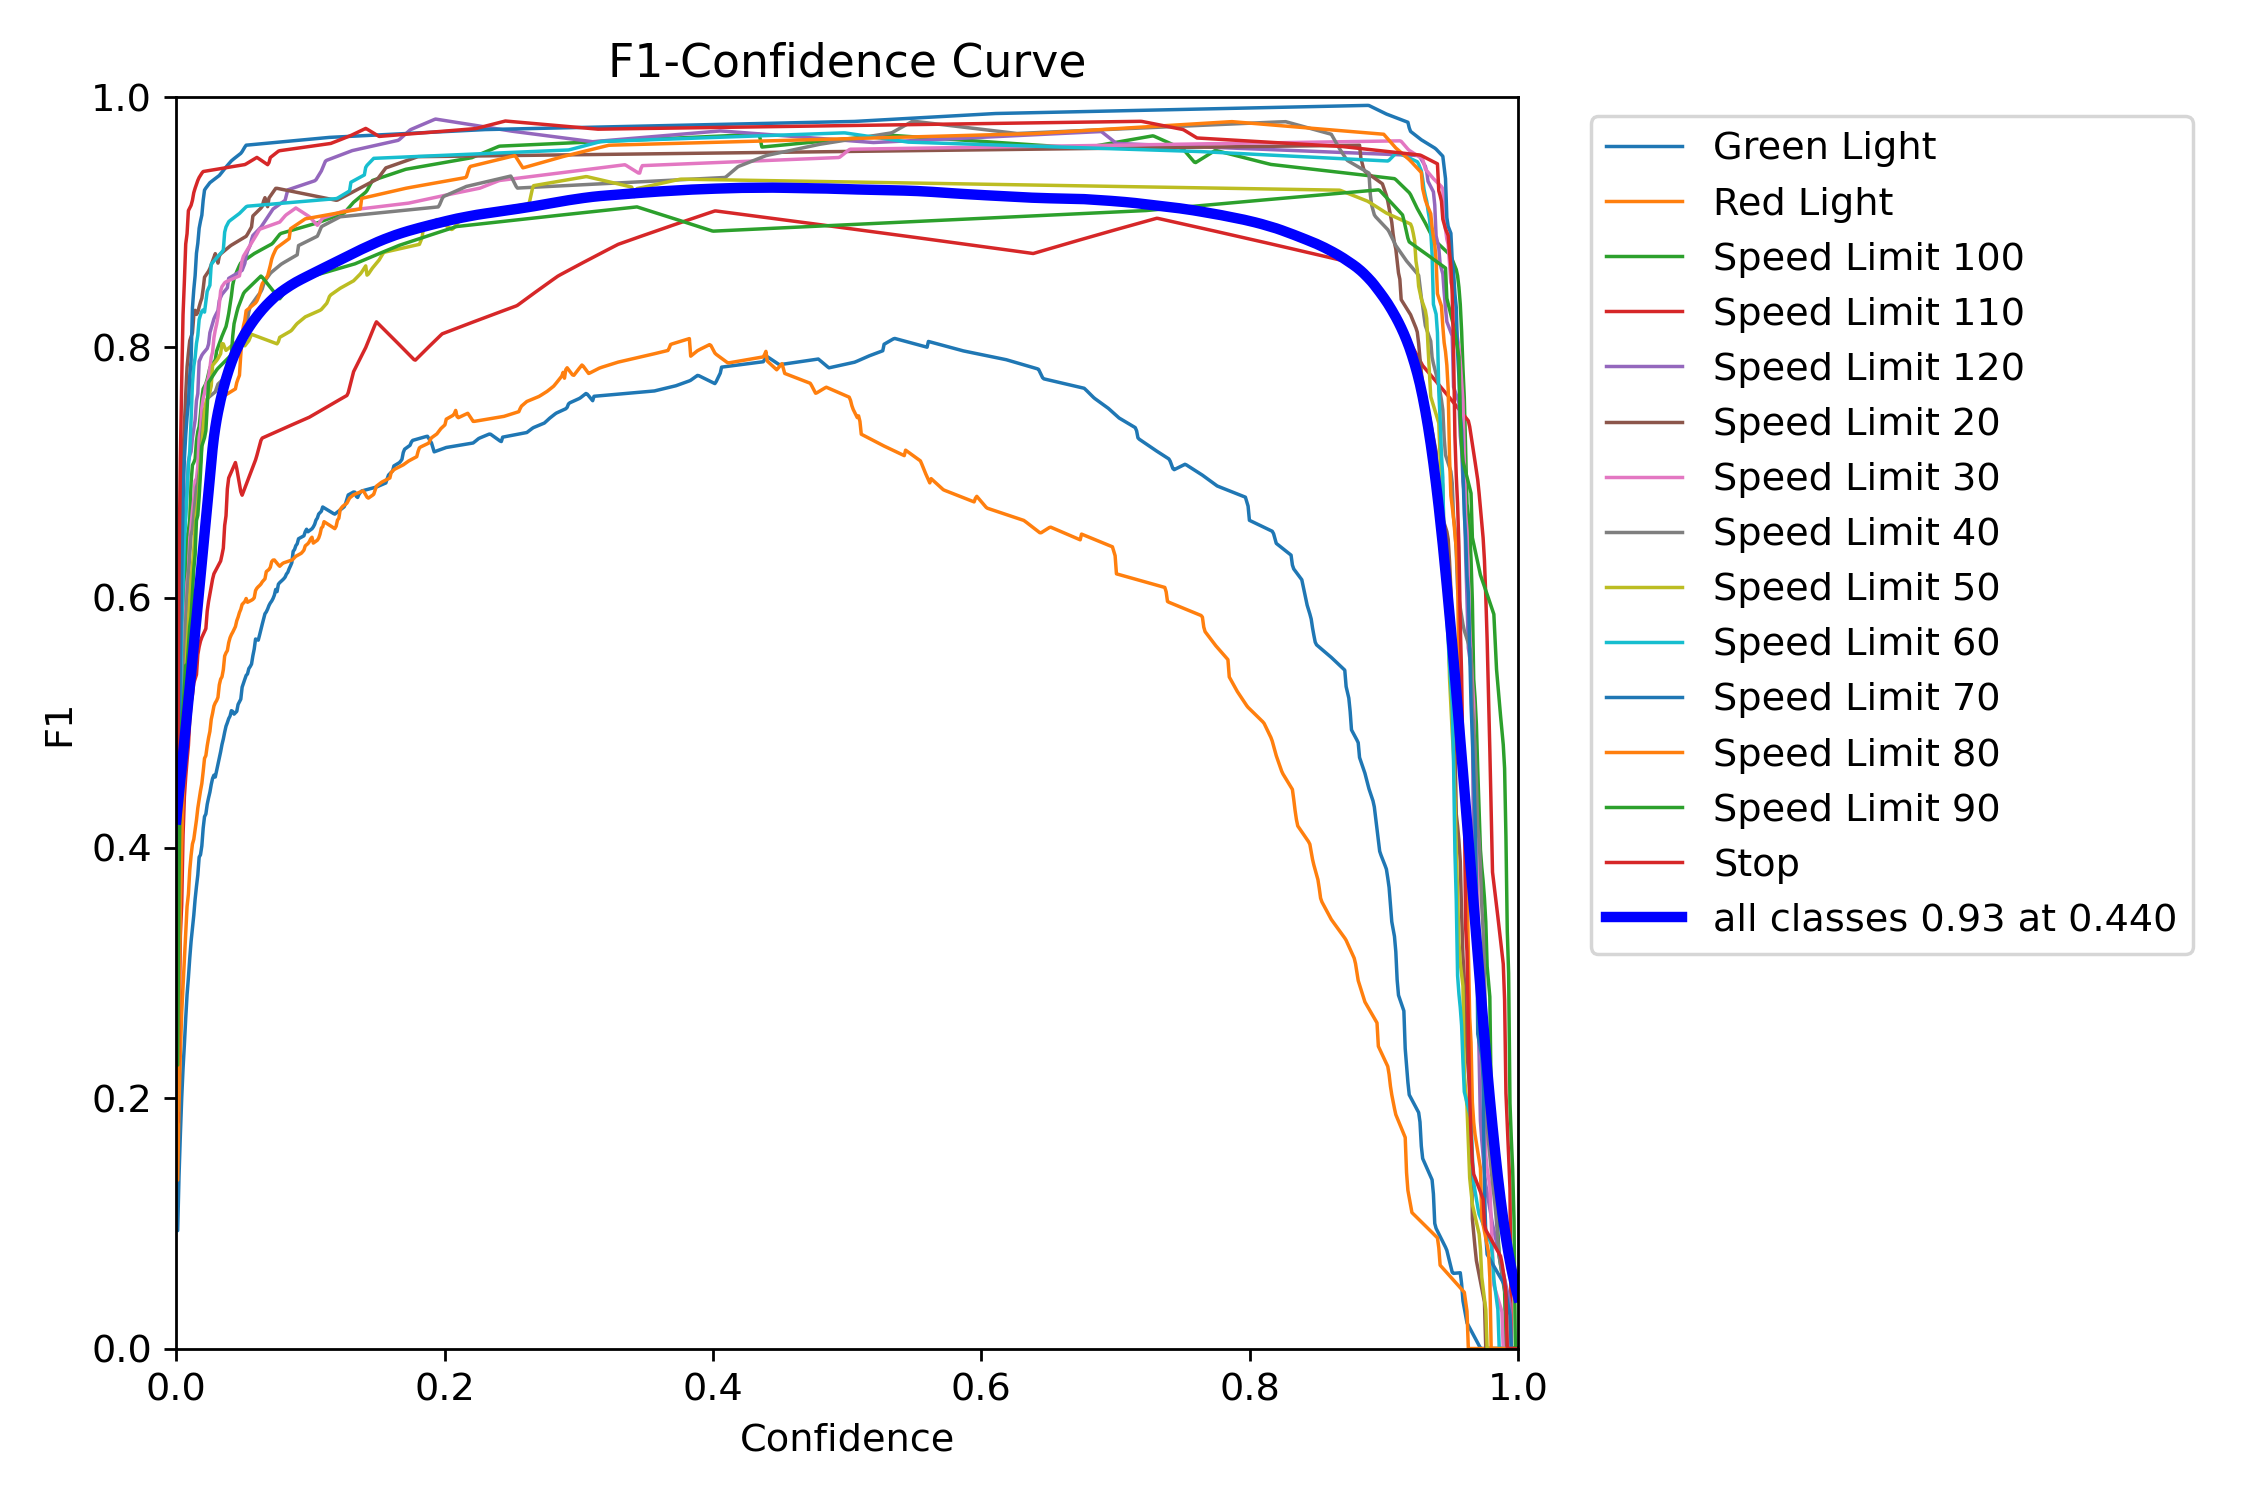 F1-Confidence Curve
1.0
0.8
0.6
0.4
0.2
0.0
F1
0.0 0.2 0.4 0.6 0.8 1.0
Confidence
Green Light
Red Light
Speed Limit 100
Speed Limit 110
Speed Limit 120
Speed Limit 20
Speed Limit 30
Speed Limit 40
Speed Limit 50
Speed Limit 60
Speed Limit 70
Speed Limit 80
Speed Limit 90
Stop
all classes 0.93 at 0.440